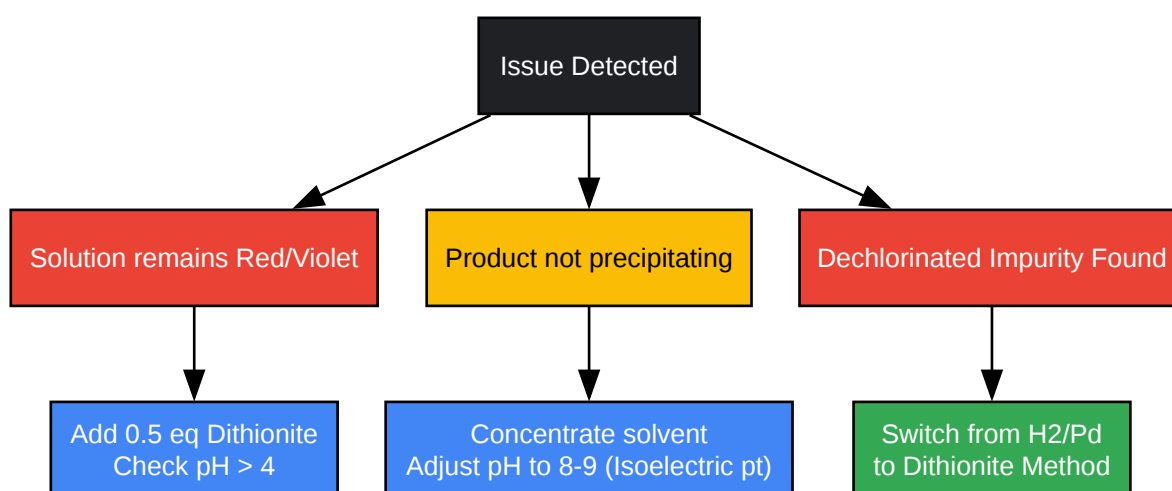 Issue Detected
Solution remains Red/Violet
Product not precipitating
Dechlorinated Impurity Found
Add 0.5 eq Dithionite
Check pH > 4
Concentrate solvent
Adjust pH to 8-9 (Isoelectric pt)
Switch from H2/Pd
to Dithionite Method